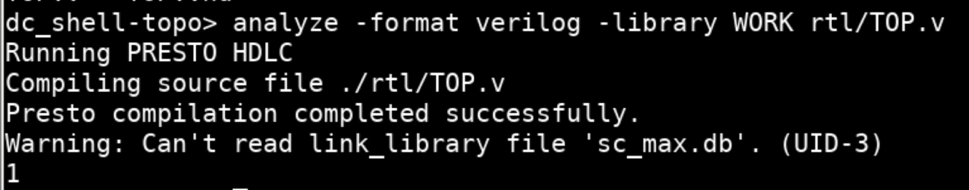 dc_shell-topo> analyze -format verilog -library WORK rtl/TOP.v
Running PRESTO HDLC
Compiling source file ./rtl/TOP.v
Presto compilation completed successfully.
Warning: Can't read link_library file 'sc_max.db'. (UID-3)
1